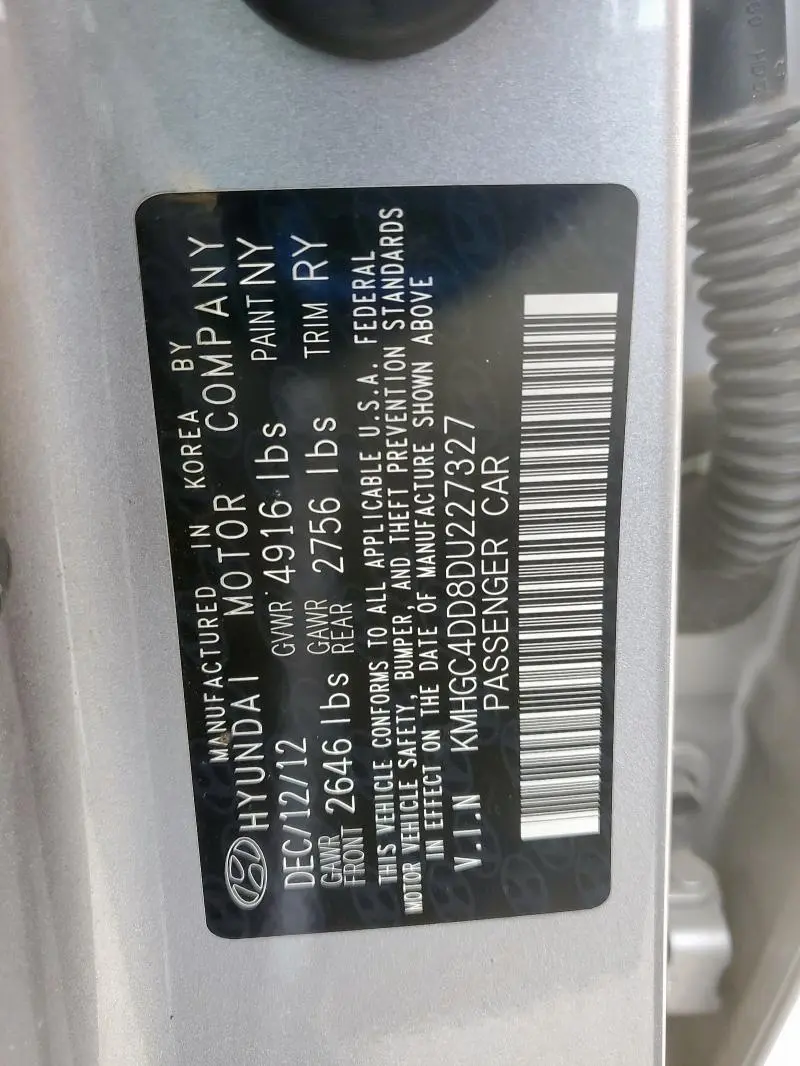 MANUFACTURED IN KOREA BY
HYUNDAI MOTOR COMPANY
DEC/12/12 GVWR 4916 lbs PAINT NY
GAWR FRONT 2646 lbs GAWR REAR 2756 lbs TRIM RY
THIS VEHICLE CONFORMS TO ALL APPLICABLE U.S.A. FEDERAL
MOTOR VEHICLE SAFETY, BUMPER, AND THEFT PREVENTION STANDARDS
IN EFFECT ON THE DATE OF MANUFACTURE SHOWN ABOVE
V.I.N KMHGC4DD8DU227327
PASSENGER CAR